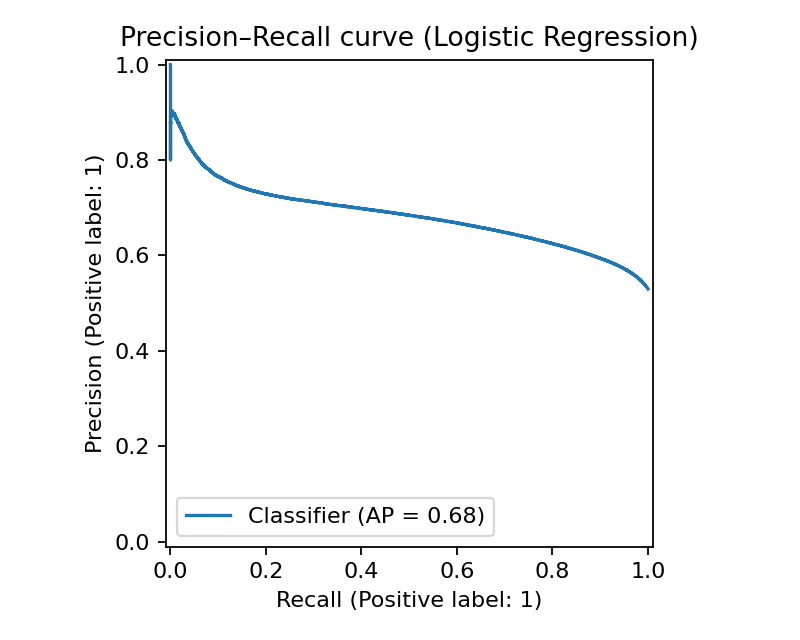 Precision–Recall curve (Logistic Regression)
1.0
0.8
0.6
0.4
0.2
0.0
Precision (Positive label: 1)
Classifier (AP = 0.68)
0.0 0.2 0.4 0.6 0.8 1.0
Recall (Positive label: 1)